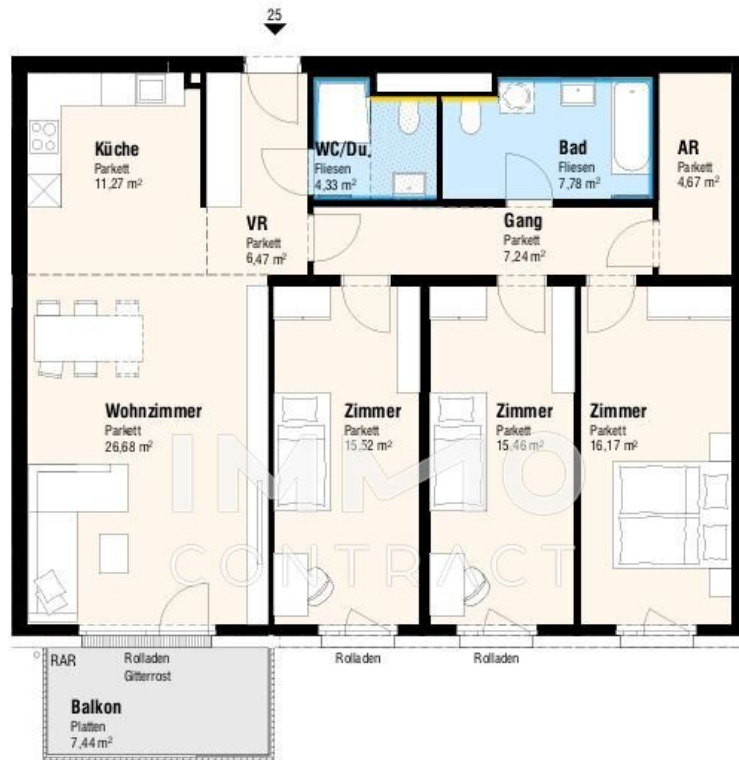 25
Küche
Parkett
11,27 m²
WC/Du.
Fliesen
4,33 m²
Bad
Fliesen
7,78 m²
AR
Parkett
4,67 m²
VR
Parkett
6,47 m²
Gang
Parkett
7,24 m²
Wohnzimmer
Parkett
26,68 m²
Zimmer
Parkett
15,52 m²
Zimmer
Parkett
15,46 m²
Zimmer
Parkett
16,17 m²
IMMO
CONTRACT
RAR
Rolladen
Gitterrost
Rolladen
Rolladen
Balkon
Platten
7,44 m²